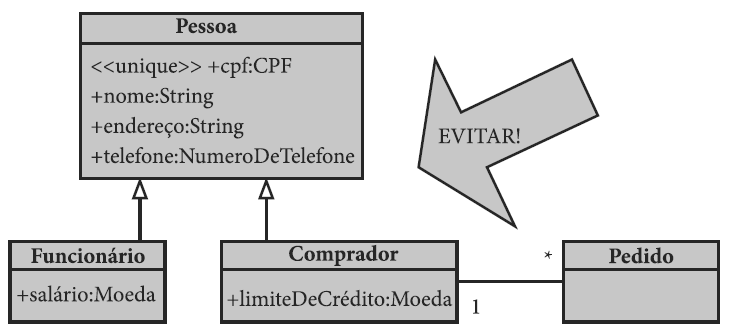 Pessoa
<<unique>> +cpf:CPF
+nome:String
+endereço:String
+telefone:NumeroDeTelefone
EVITAR!
Funcionário
+salário:Moeda
Comprador
+limiteDeCrédito:Moeda
1
*
Pedido